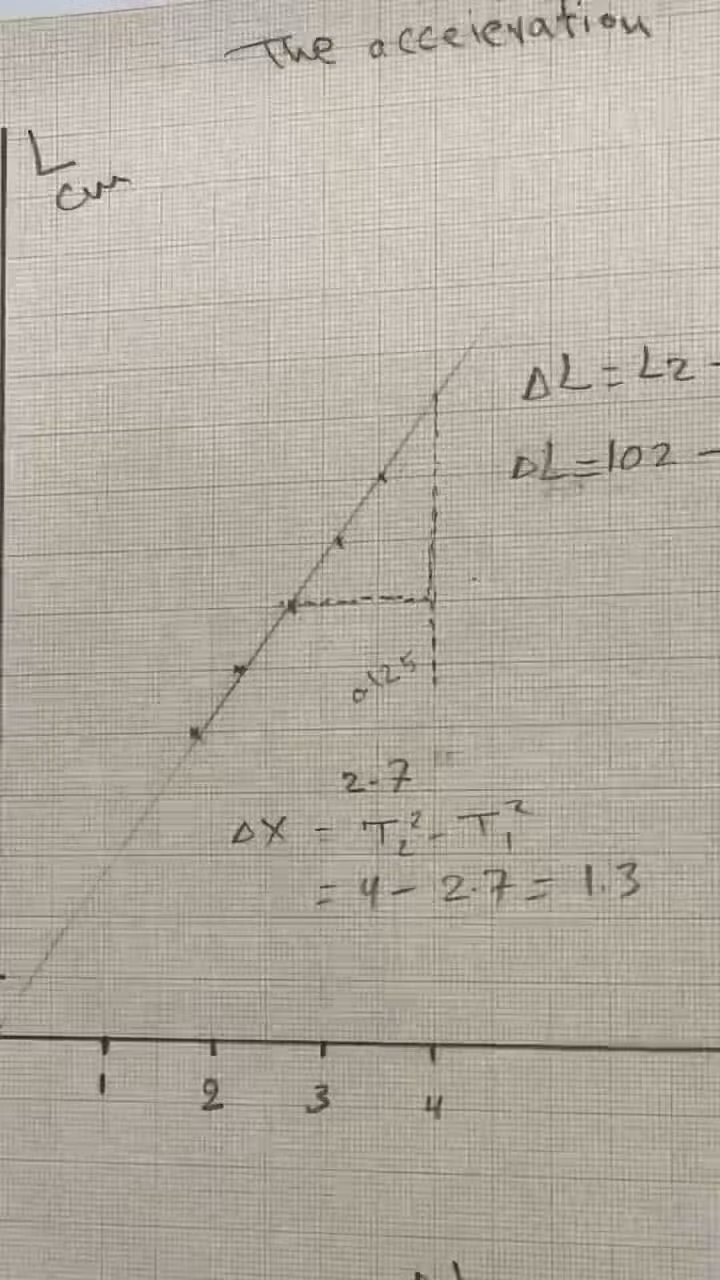 The acceleration
L
cm
ΔL = L2 -
ΔL = 102 -
2.7
ΔX = T₂² - T₁²
= 4 - 2.7 = 1.3
1 2 3 4